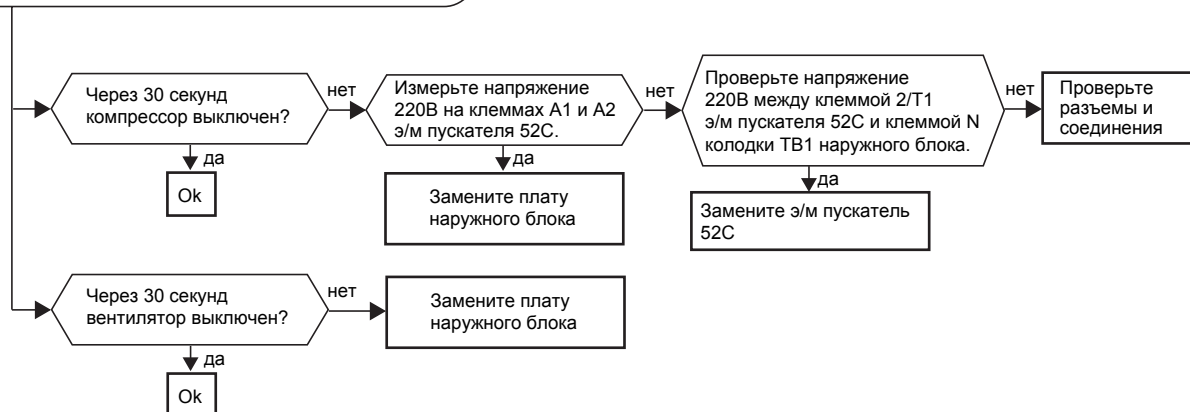 Через 30 секунд
компрессор выключен?
нет
да
Ok
Измерьте напряжение
220В на клеммах А1 и А2
э/м пускателя 52С.
нет
да
Замените плату
наружного блока
Проверьте напряжение
220В между клеммой 2/Т1
э/м пускателя 52С и клеммой N
колодки ТВ1 наружного блока.
нет
да
Замените э/м пускатель
52С
Проверьте
разъемы и
соединения
Через 30 секунд
вентилятор выключен?
нет
да
Ok
Замените плату
наружного блока